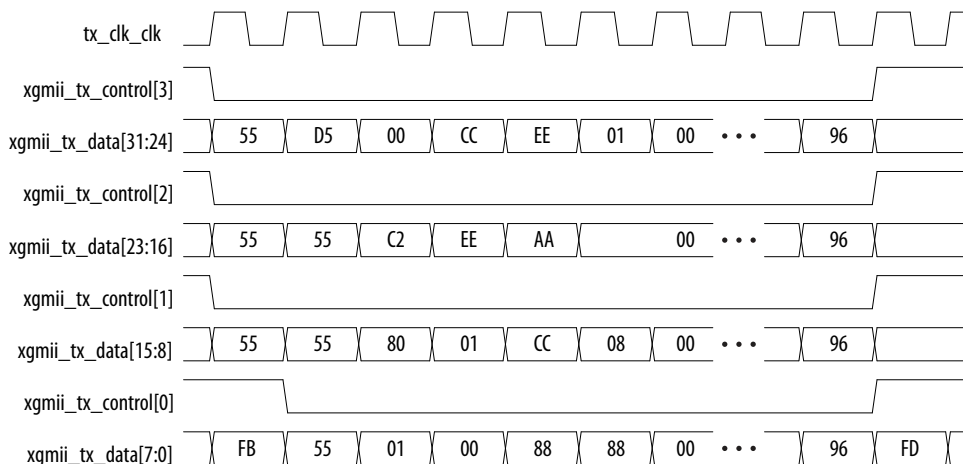 tx_clk_clk
xgmii_tx_control[3]
xgmii_tx_data[31:24] 55 D5 00 CC EE 01 00 • • • 96
xgmii_tx_control[2]
xgmii_tx_data[23:16] 55 55 C2 EE AA 00 • • • 96
xgmii_tx_control[1]
xgmii_tx_data[15:8] 55 55 80 01 CC 08 00 • • • 96
xgmii_tx_control[0]
xgmii_tx_data[7:0] FB 55 01 00 88 88 00 • • • 96 FD